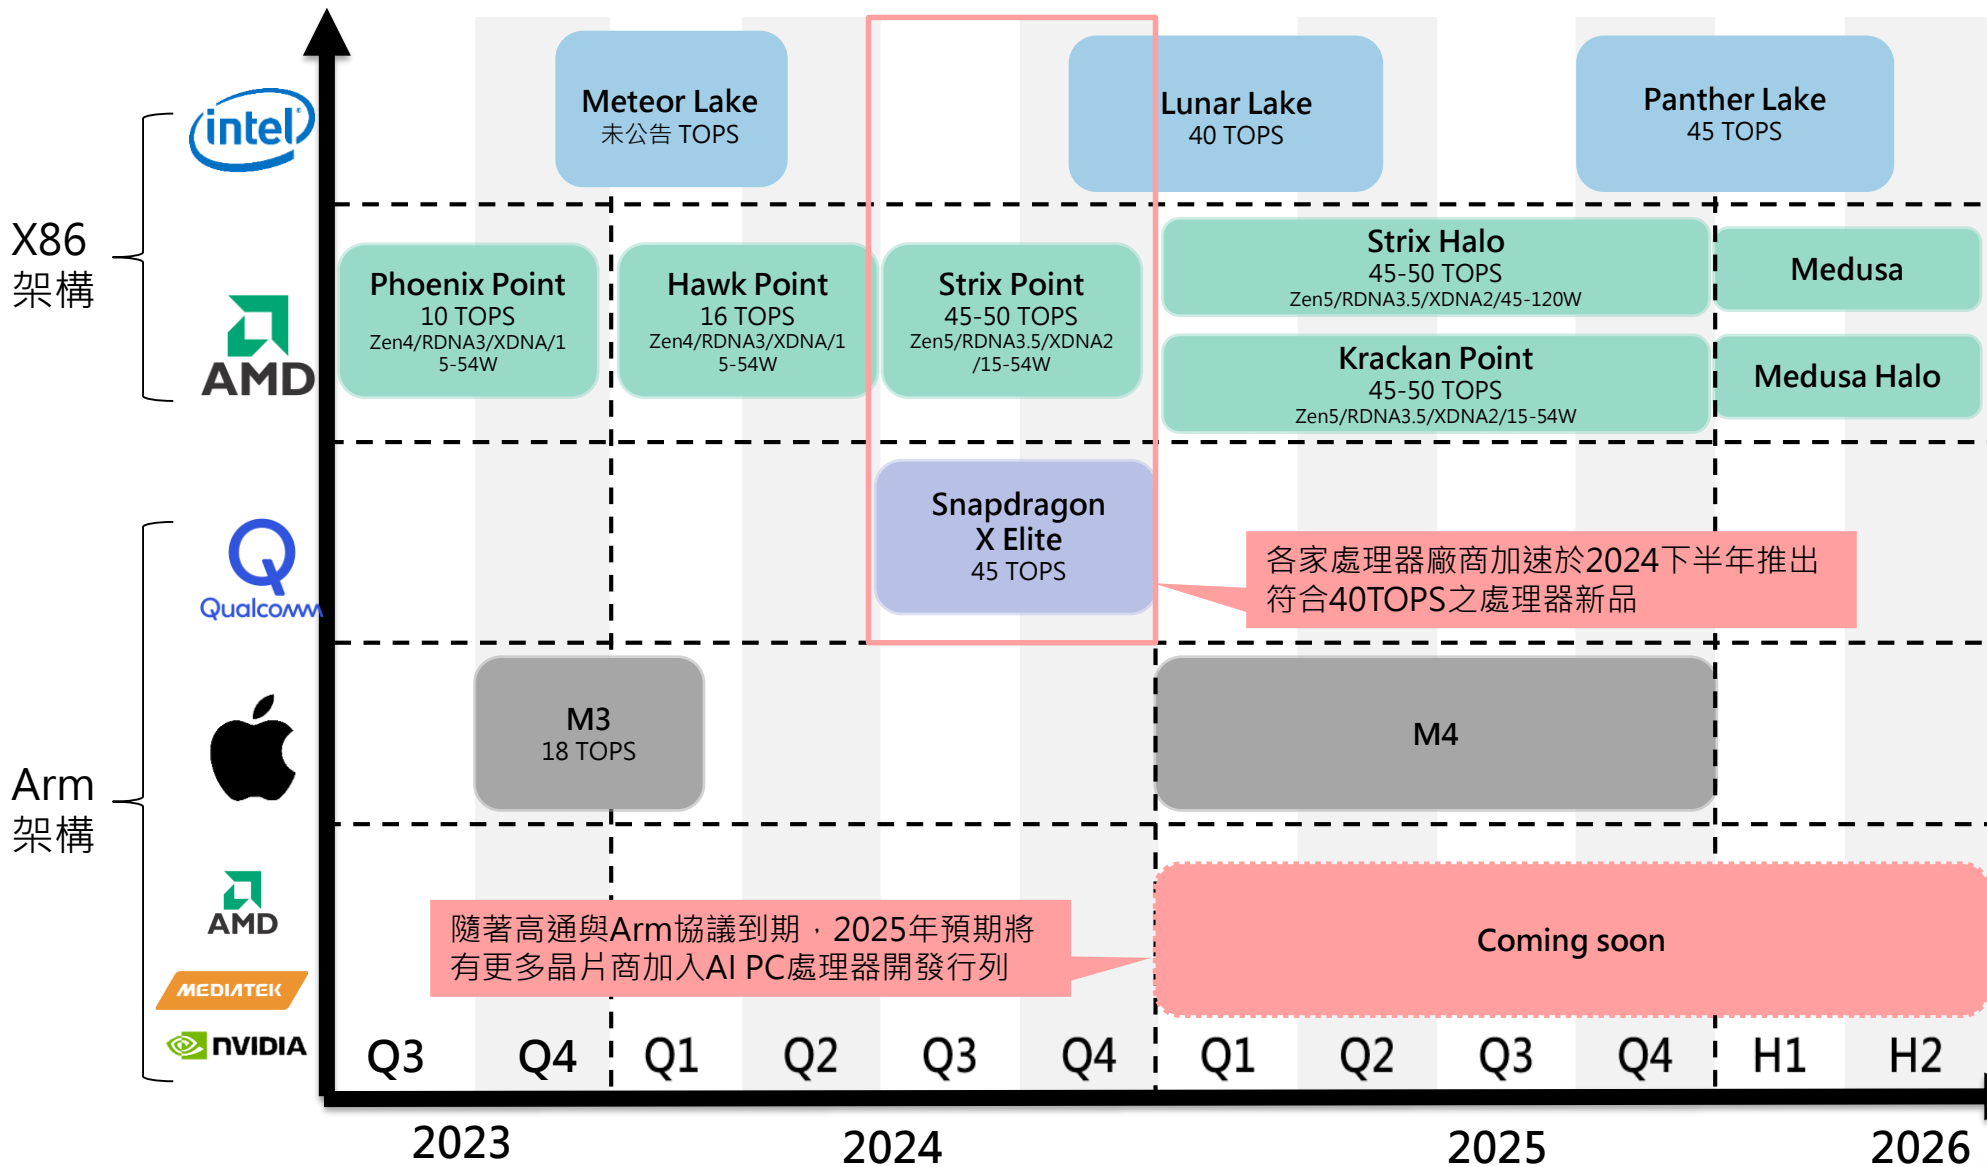 intel
Meteor Lake
未公告 TOPS
Lunar Lake
40 TOPS
Panther Lake
45 TOPS
X86
架構
AMD
Phoenix Point
10 TOPS
Zen4/RDNA3/XDNA/1
5-54W
Hawk Point
16 TOPS
Zen4/RDNA3/XDNA/1
5-54W
Strix Point
45-50 TOPS
Zen5/RDNA3.5/XDNA2
/15-54W
Strix Halo
45-50 TOPS
Zen5/RDNA3.5/XDNA2/45-120W
Krackan Point
45-50 TOPS
Zen5/RDNA3.5/XDNA2/15-54W
Medusa
Medusa Halo
Qualcomm
Snapdragon
X Elite
45 TOPS
各家處理器廠商加速於2024下半年推出
符合40TOPS之處理器新品
Arm
架構
M3
18 TOPS
M4
AMD
MEDIATEK
NVIDIA
隨著高通與Arm協議到期，2025年預期將
有更多晶片商加入AI PC處理器開發行列
Coming soon
Q3 Q4 Q1 Q2 Q3 Q4 Q1 Q2 Q3 Q4 H1 H2
2023 2024 2025 2026